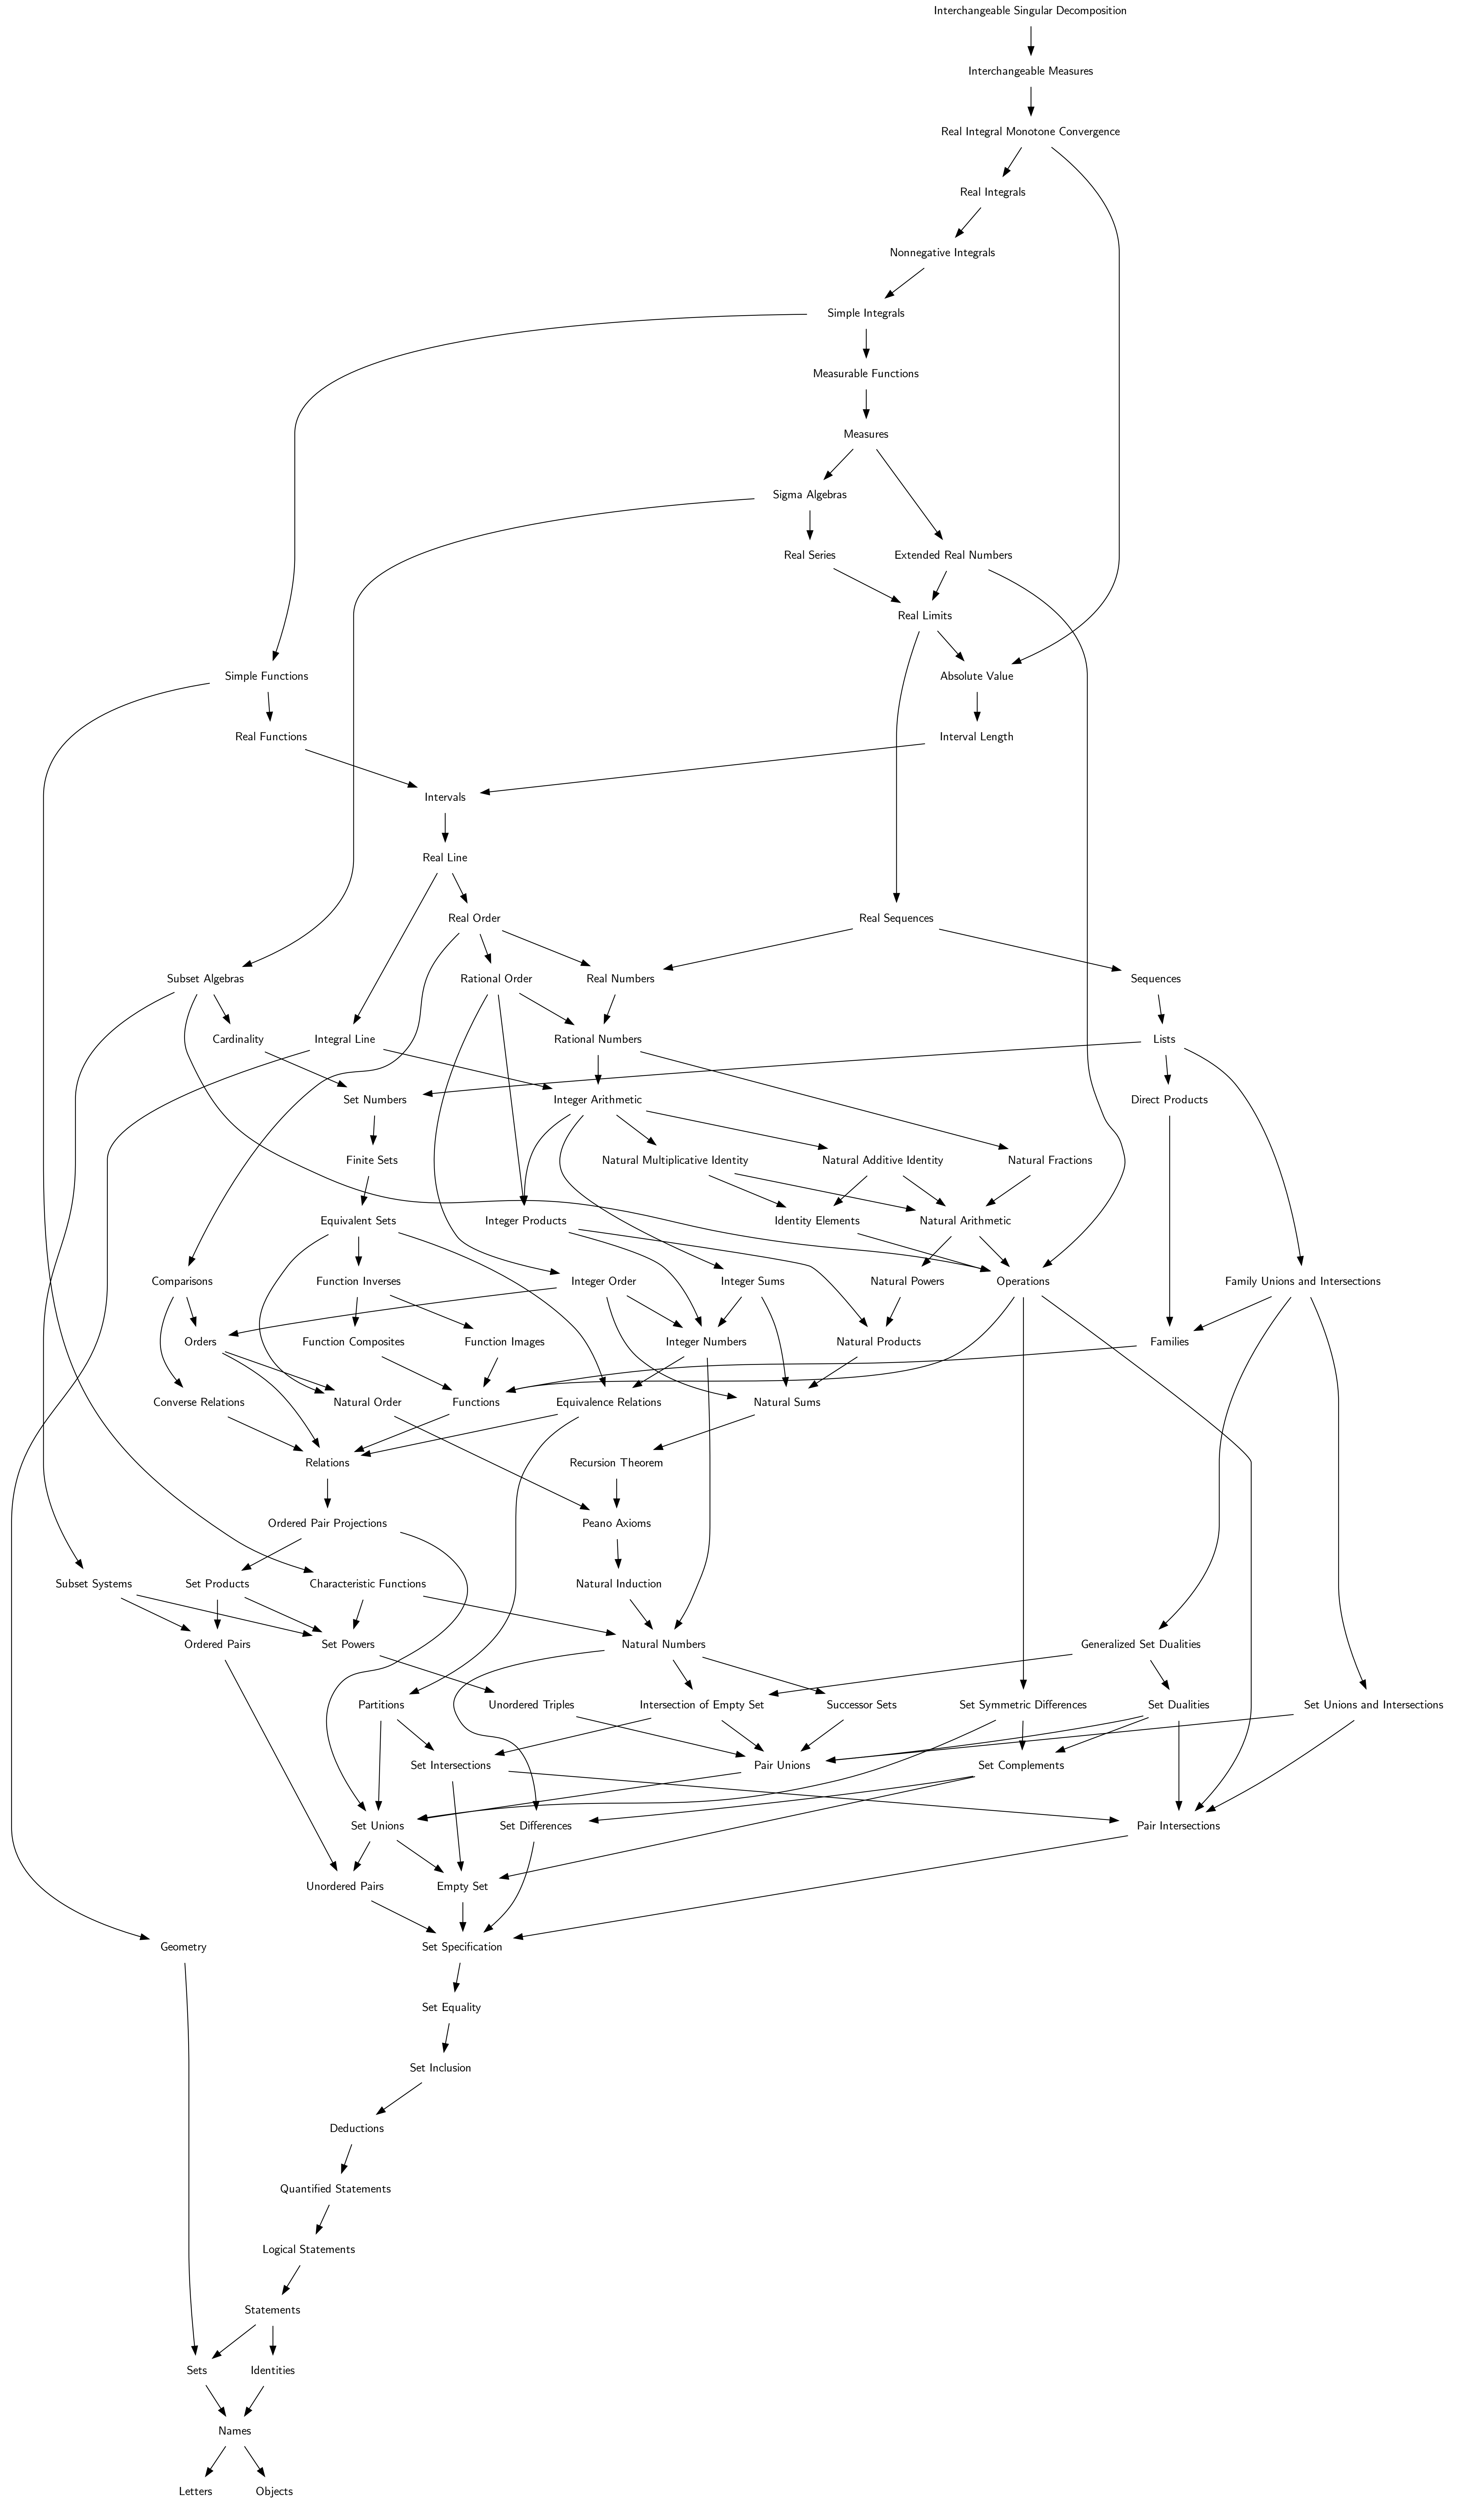 Interchangeable Singular Decomposition
Interchangeable Measures
Real Integral Monotone Convergence
Real Integrals
Nonnegative Integrals
Simple Integrals
Measurable Functions
Measures
Sigma Algebras
Real Series
Extended Real Numbers
Real Limits
Simple Functions
Absolute Value
Real Functions
Interval Length
Intervals
Real Line
Real Order
Real Sequences
Subset Algebras
Rational Order
Real Numbers
Sequences
Cardinality
Integral Line
Rational Numbers
Lists
Set Numbers
Integer Arithmetic
Direct Products
Finite Sets
Natural Multiplicative Identity
Natural Additive Identity
Natural Fractions
Equivalent Sets
Integer Products
Identity Elements
Natural Arithmetic
Comparisons
Function Inverses
Integer Order
Integer Sums
Natural Powers
Operations
Family Unions and Intersections
Orders
Function Composites
Function Images
Integer Numbers
Natural Products
Families
Converse Relations
Natural Order
Functions
Equivalence Relations
Natural Sums
Relations
Recursion Theorem
Ordered Pair Projections
Peano Axioms
Subset Systems
Set Products
Characteristic Functions
Natural Induction
Ordered Pairs
Set Powers
Natural Numbers
Generalized Set Dualities
Partitions
Unordered Triples
Intersection of Empty Set
Successor Sets
Set Symmetric Differences
Set Dualities
Set Unions and Intersections
Set Intersections
Pair Unions
Set Complements
Set Unions
Set Differences
Pair Intersections
Unordered Pairs
Empty Set
Geometry
Set Specification
Set Equality
Set Inclusion
Deductions
Quantified Statements
Logical Statements
Statements
Sets
Identities
Names
Letters
Objects